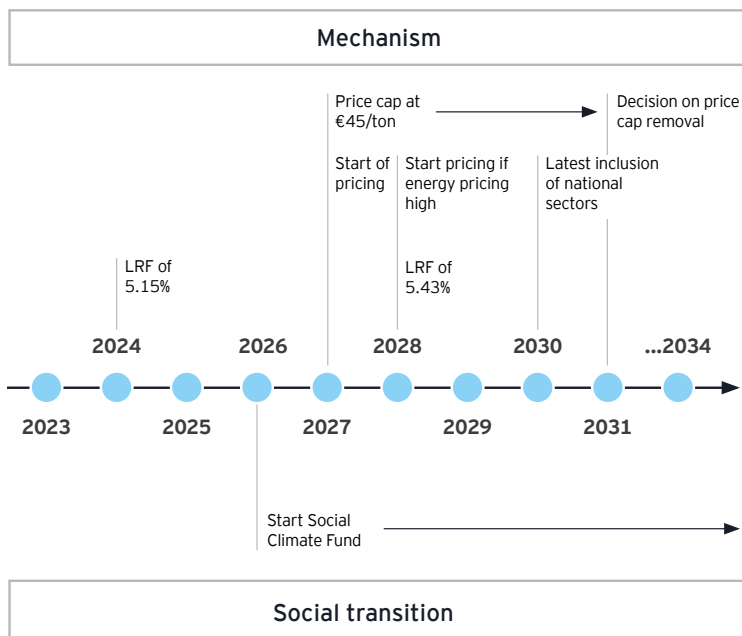 Mechanism
Price cap at
€45/ton
Decision on price
cap removal
Start of
pricing
Start pricing if
energy pricing
high
Latest inclusion
of national
sectors
LRF of
5.15%
LRF of
5.43%
2024
2026
2028
2030
...2034
2023
2025
2027
2029
2031
Start Social
Climate Fund
Social transition